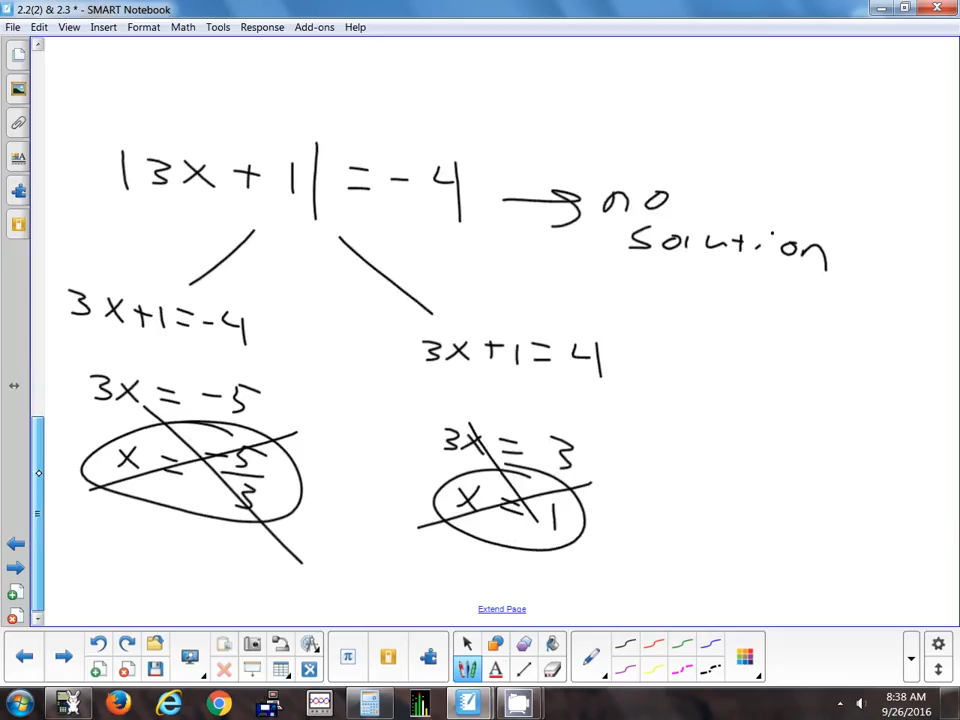 2.2(2) & 2.3 * - SMART Notebook
File Edit View Insert Format Math Tools Response Add-ons Help
|3x + 1| = -4 → no
solution
3x+1=-4
3x+1=4
3x = -5
3x = 3
x = -5/3
x = 1
Extend Page
π
A
8:38 AM
9/26/2016